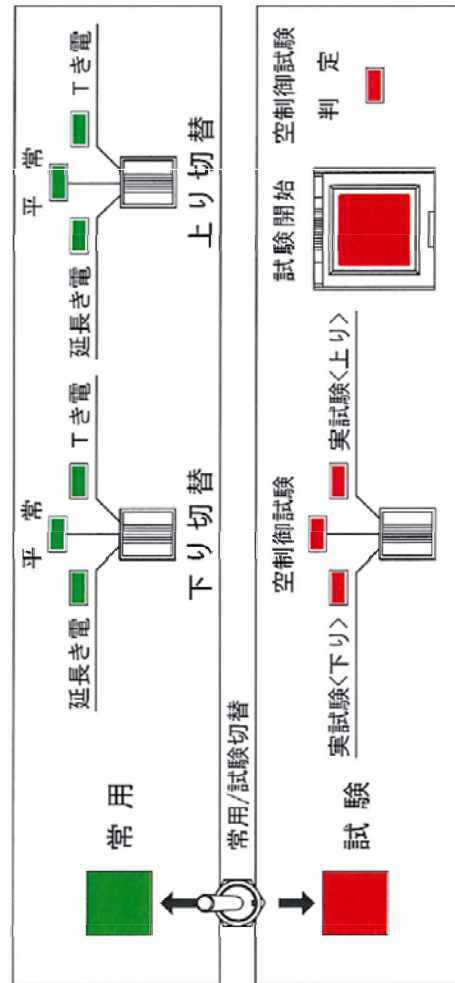 常用
平常
延長き電
Tき電
下り切替
平常
延長き電
Tき電
上り切替
常用/試験切替
試験
空制御試験
実試験<下り>
実試験<上り>
試験開始
空制御試験
判定